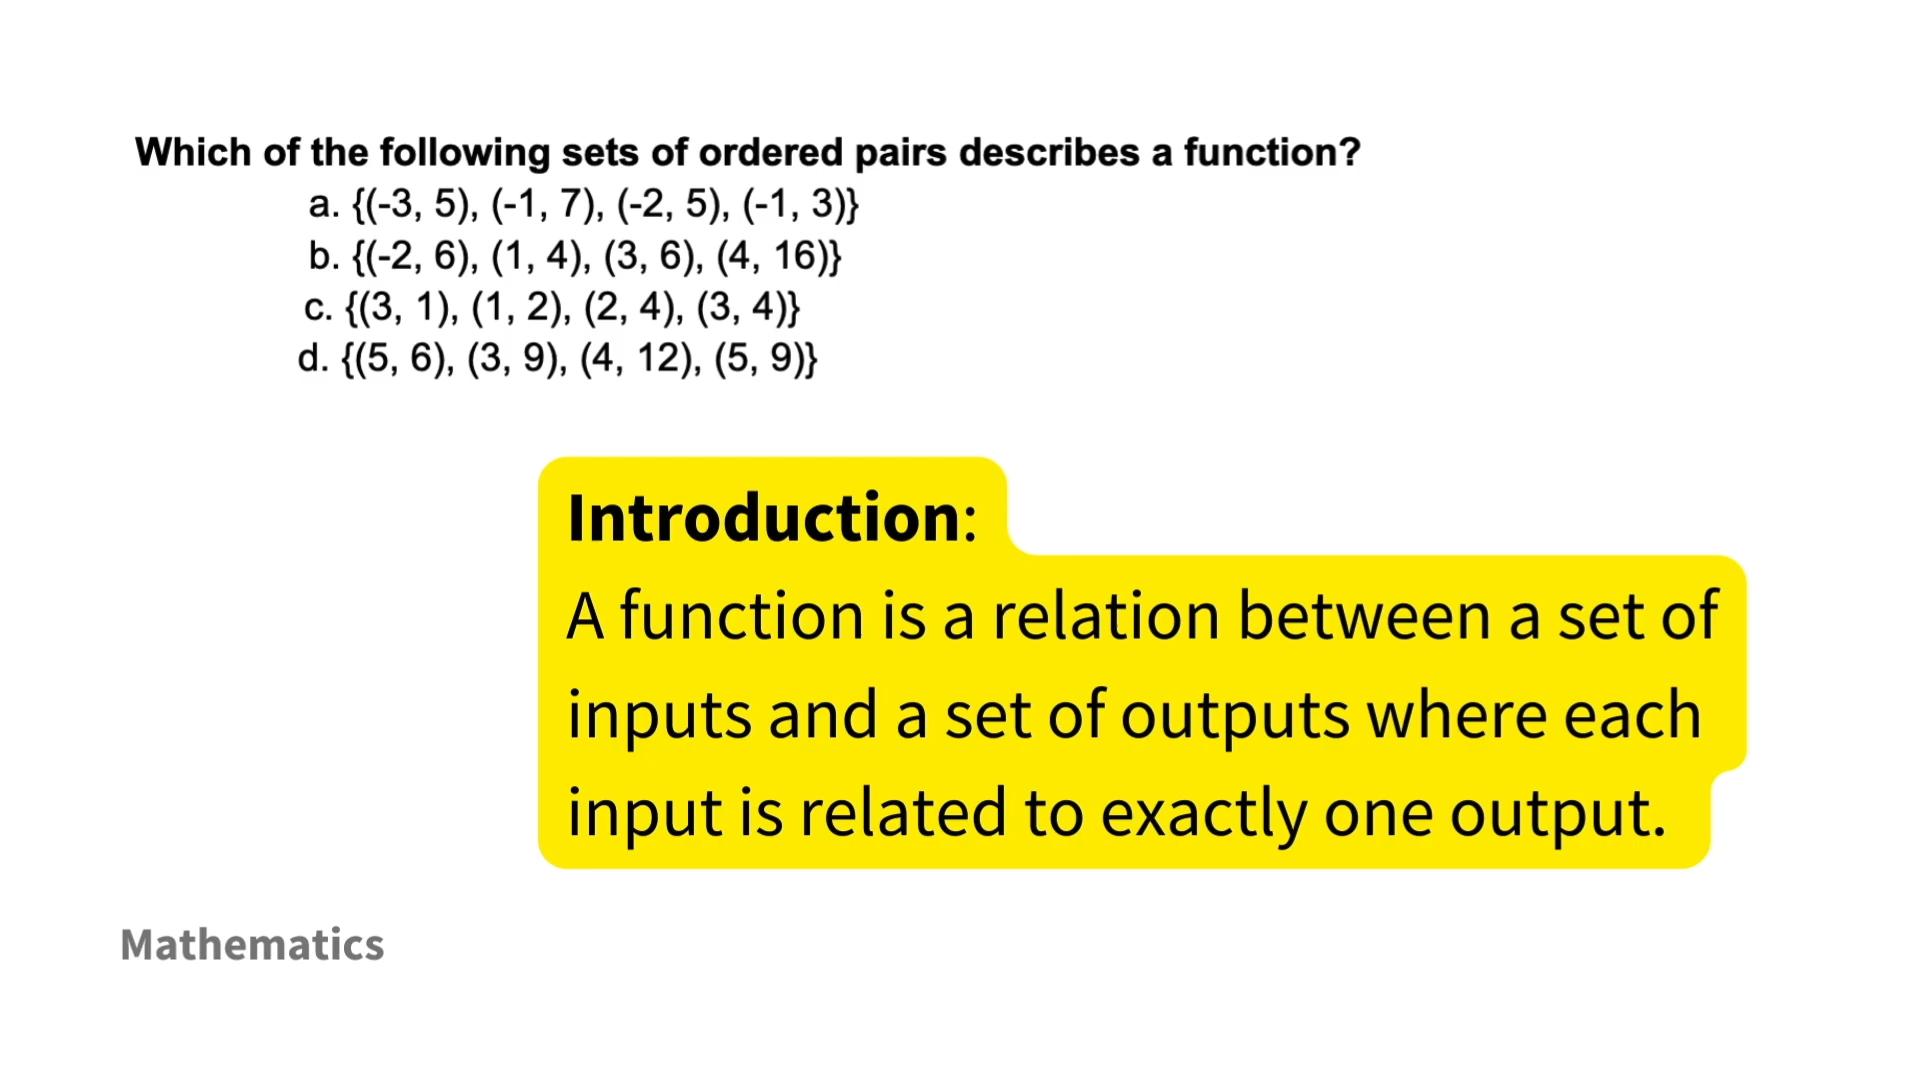 Which of the following sets of ordered pairs describes a function?
a. {(-3, 5), (-1, 7), (-2, 5), (-1, 3)}
b. {(-2, 6), (1, 4), (3, 6), (4, 16)}
c. {(3, 1), (1, 2), (2, 4), (3, 4)}
d. {(5, 6), (3, 9), (4, 12), (5, 9)}
Introduction:
A function is a relation between a set of
inputs and a set of outputs where each
input is related to exactly one output.
Mathematics